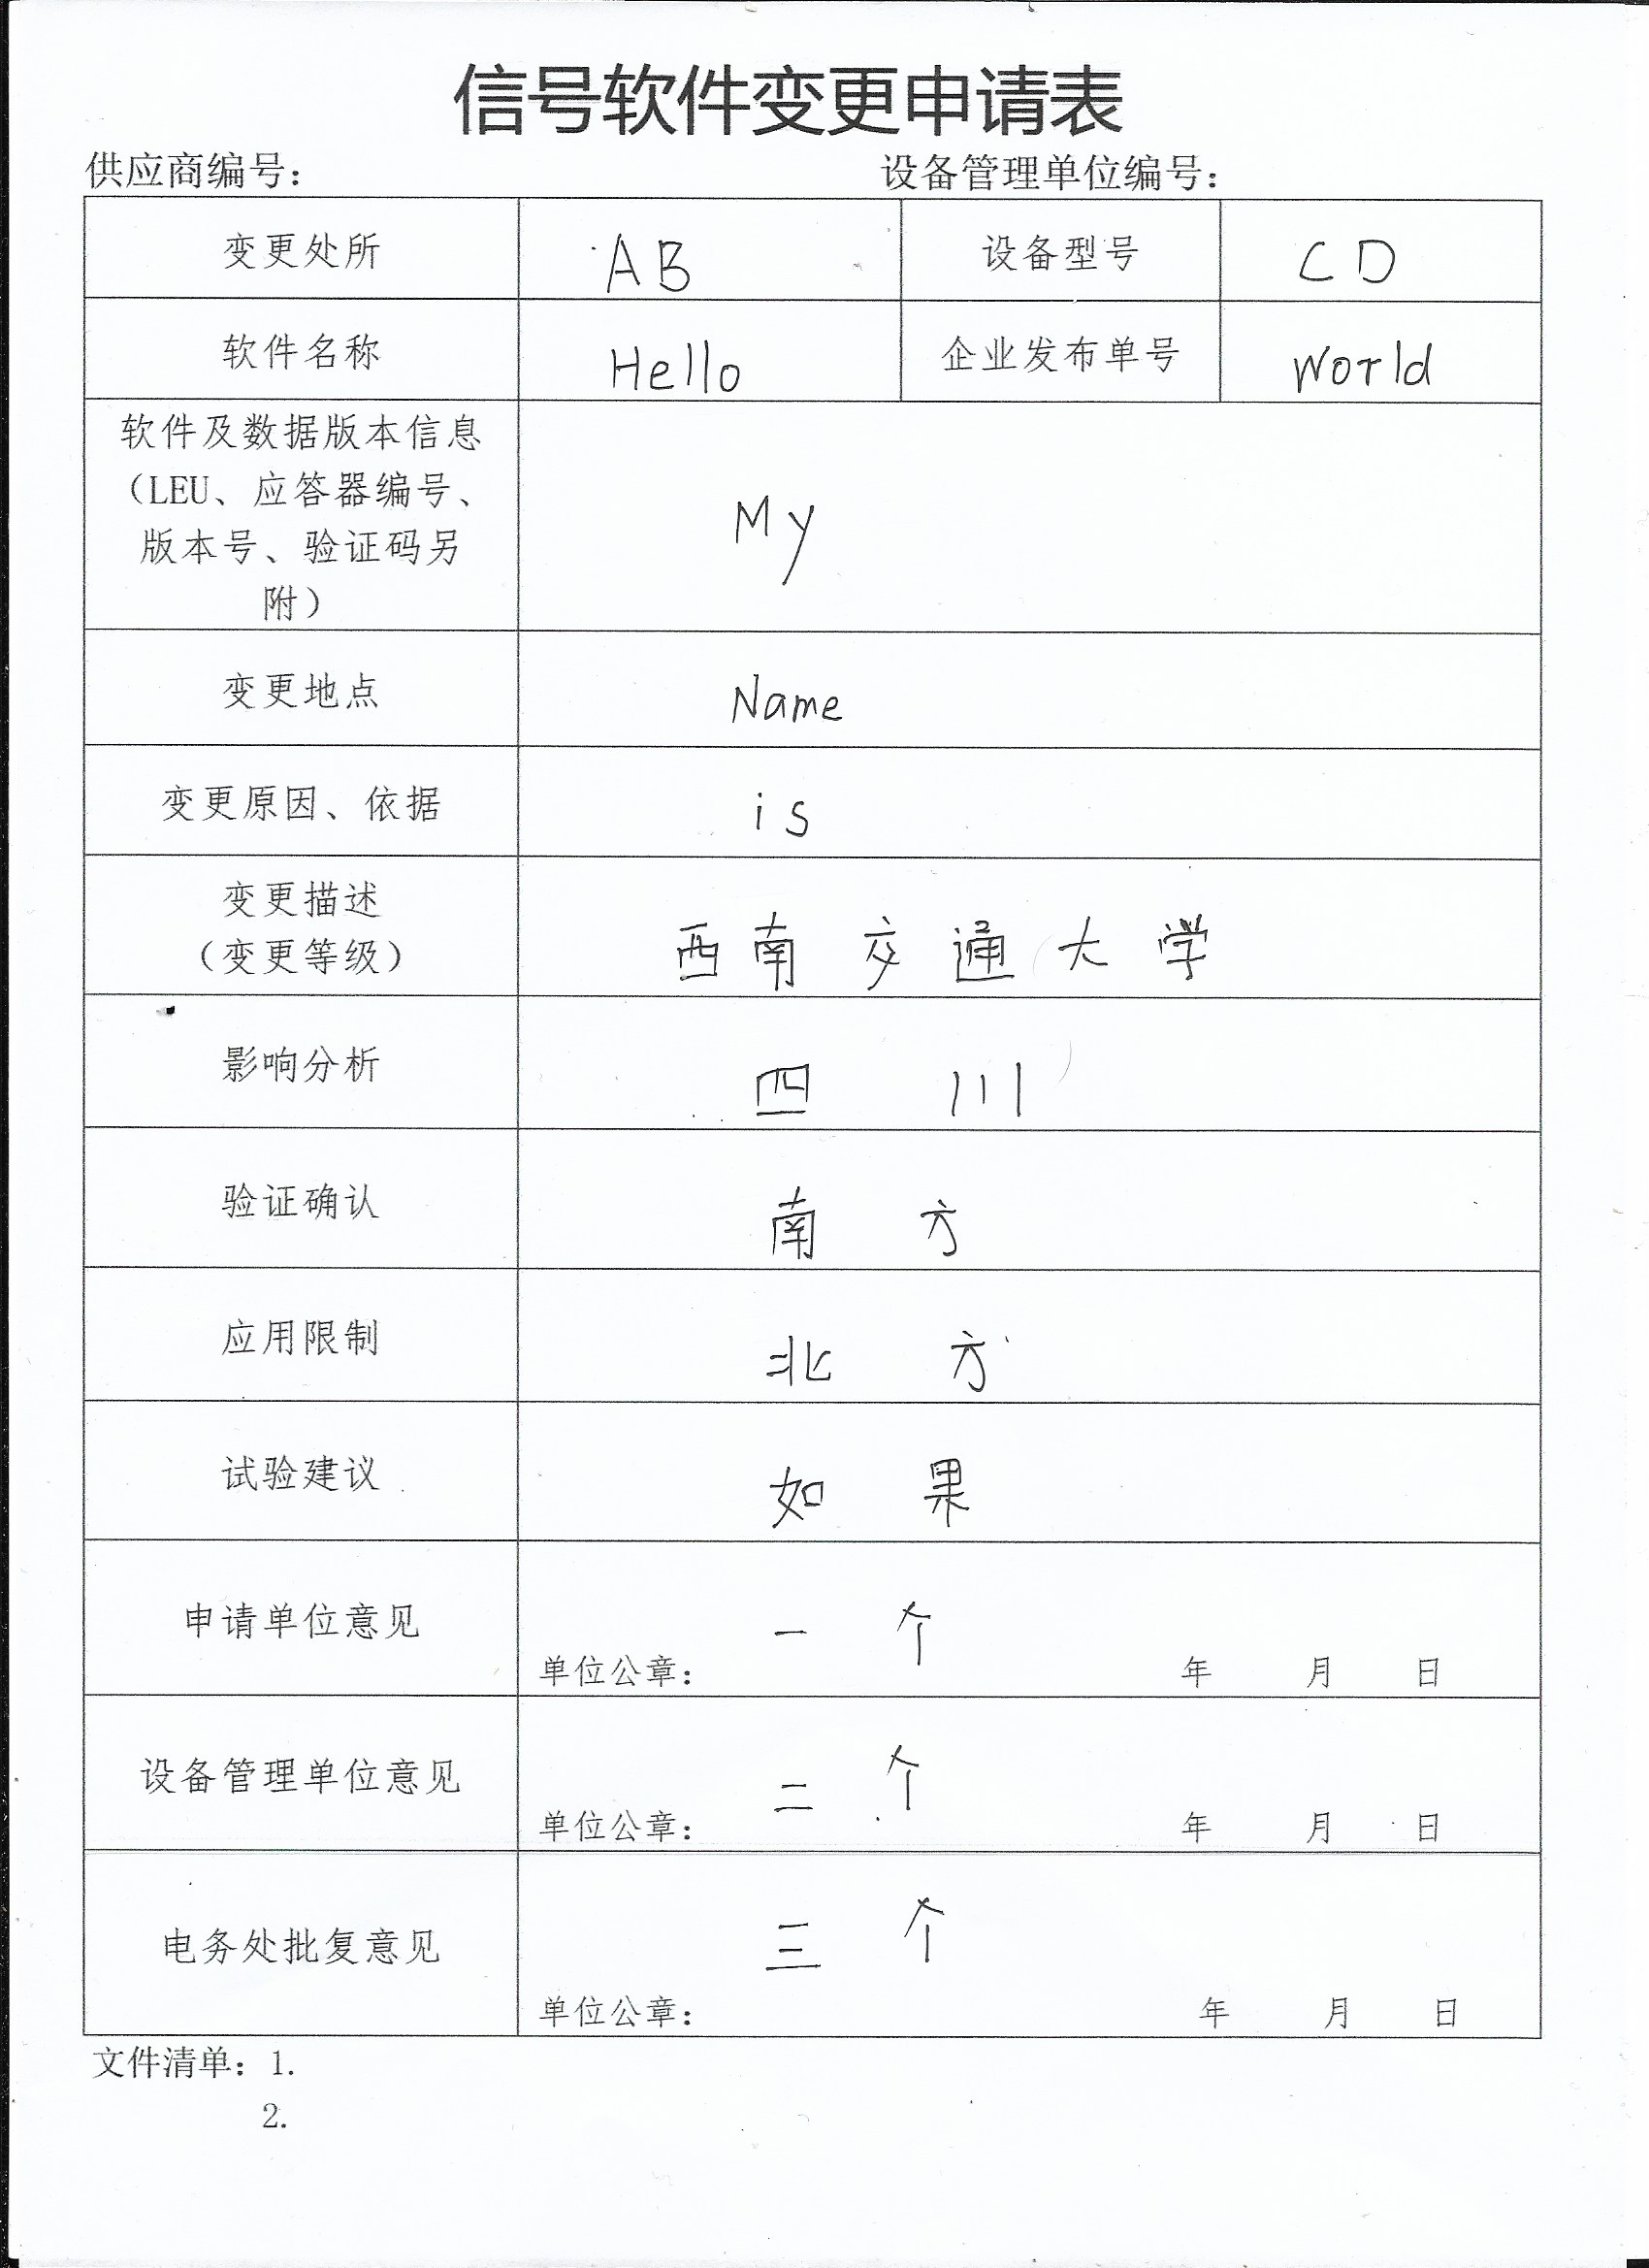 信号软件变更申请表
供应商编号： 设备管理单位编号：
变更处所 AB 设备型号 CD
软件名称 Hello 企业发布单号 World
软件及数据版本信息
（LEU、应答器编号、
版本号、验证码另
附）
My
变更地点 Name
变更原因、依据 is
变更描述
（变更等级）
西南交通大学
影响分析 四川
验证确认 南方
应用限制 北方
试验建议 如果
申请单位意见 一个
单位公章： 年 月 日
设备管理单位意见 二个
单位公章： 年 月 日
电务处批复意见 三个
单位公章： 年 月 日
文件清单：1.
2.